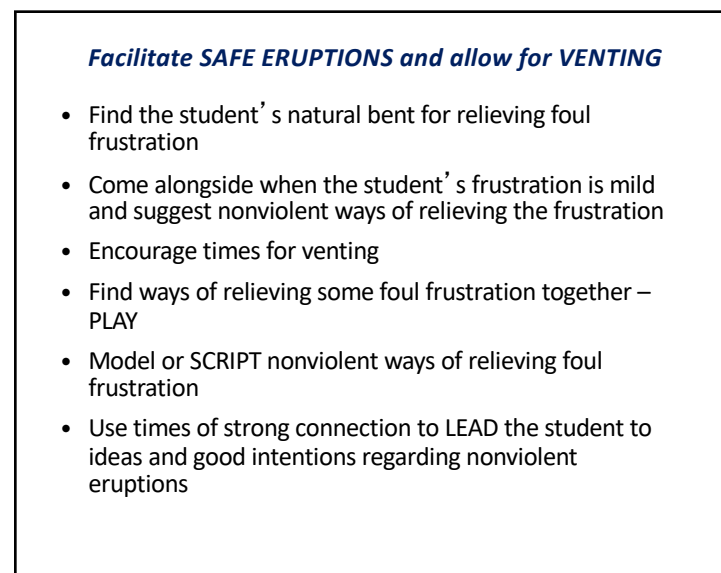 Facilitate SAFE ERUPTIONS and allow for VENTING
• Find the student’s natural bent for relieving foul
frustration
• Come alongside when the student’s frustration is mild
and suggest nonviolent ways of relieving the frustration
• Encourage times for venting
• Find ways of relieving some foul frustration together –
PLAY
• Model or SCRIPT nonviolent ways of relieving foul
frustration
• Use times of strong connection to LEAD the student to
ideas and good intentions regarding nonviolent
eruptions